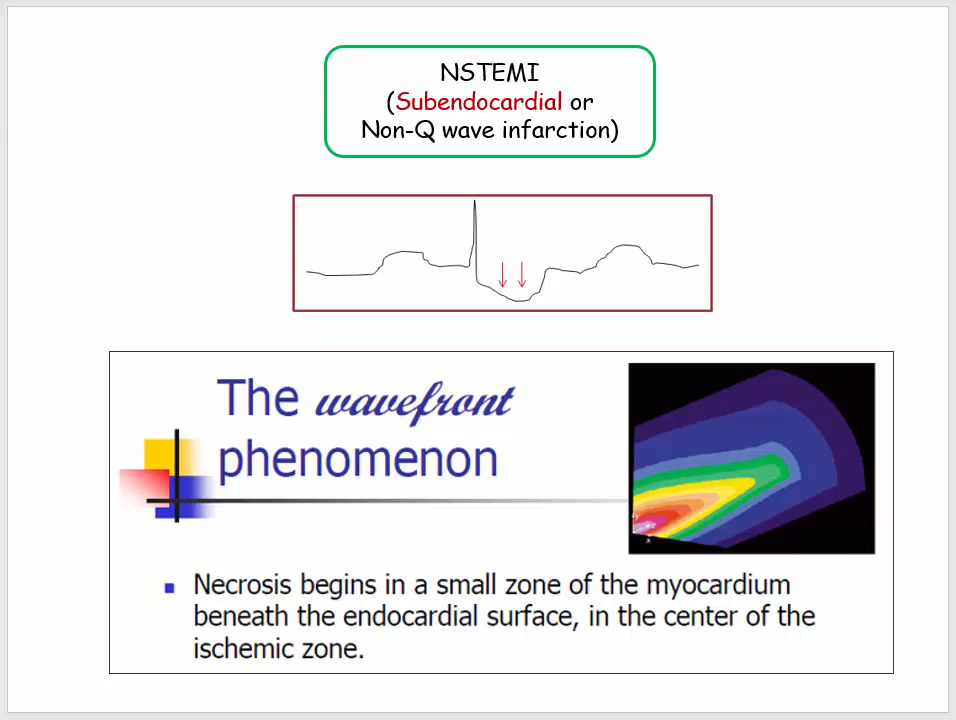 NSTEMI
(Subendocardial or
Non-Q wave infarction)
The wavefront
phenomenon
Necrosis begins in a small zone of the myocardium
beneath the endocardial surface, in the center of the
ischemic zone.